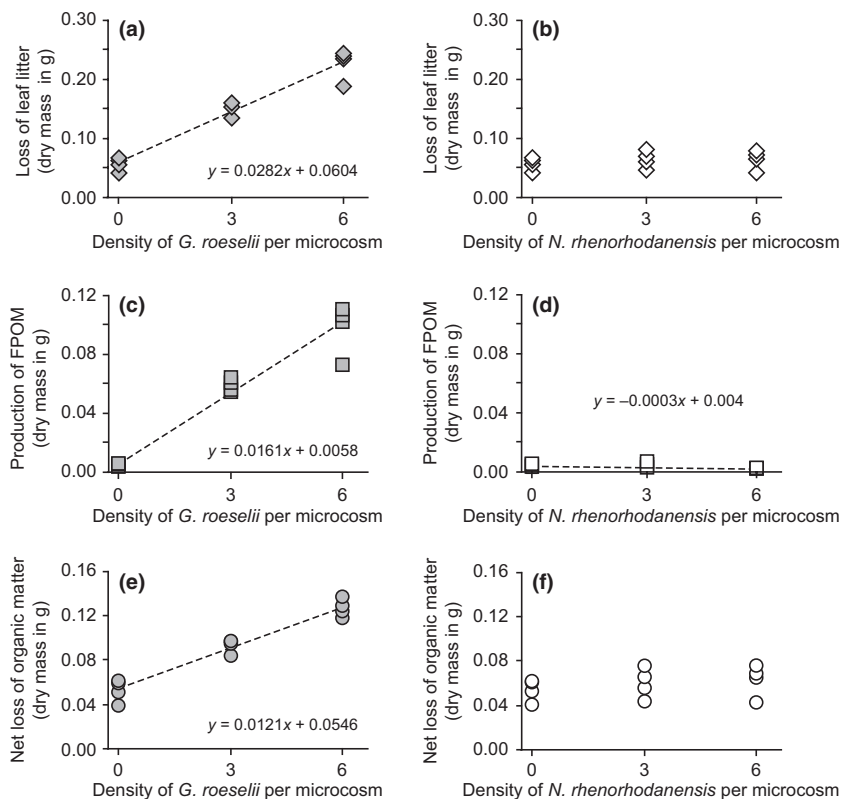 (a)
Loss of leaf litter
(dry mass in g)
0.30
0.20
0.10
0.00
y = 0.0282x + 0.0604
0
3
6
Density of G. roeselii per microcosm
(b)
Loss of leaf litter
(dry mass in g)
0.30
0.20
0.10
0.00
0
3
6
Density of N. rhenorhodanensis per microcosm
(c)
Production of FPOM
(dry mass in g)
0.12
0.08
0.04
0.00
y = 0.0161x + 0.0058
0
3
6
Density of G. roeselii per microcosm
(d)
Production of FPOM
(dry mass in g)
0.12
0.08
0.04
0.00
y = –0.0003x + 0.004
0
3
6
Density of N. rhenorhodanensis per microcosm
(e)
Net loss of organic matter
(dry mass in g)
0.16
0.12
0.08
0.04
0.00
y = 0.0121x + 0.0546
0
3
6
Density of G. roeselii per microcosm
(f)
Net loss of organic matter
(dry mass in g)
0.16
0.12
0.08
0.04
0.00
0
3
6
Density of N. rhenorhodanensis per microcosm